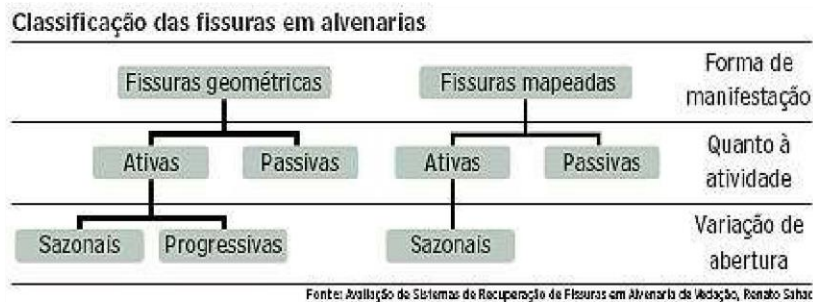 Classificação das fissuras em alvenarias
Fissuras geométricas
Fissuras mapeadas
Forma de
manifestação
Ativas
Passivas
Ativas
Passivas
Quanto à
atividade
Sazonais
Progressivas
Sazonais
Variação de
abertura
Fonte: Avaliação de Sistemas de Recuperação de Fissuras em Alvenaria de Vedação, Renato Sahac